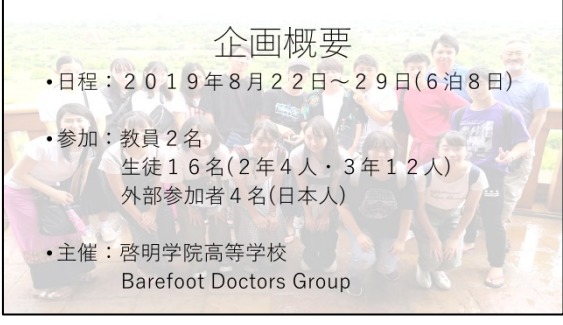 企画概要
•日程：２０１９年８月２２日～２９日(６泊８日)
•参加：教員２名
生徒１６名(２年４人・３年１２人)
外部参加者４名(日本人)
•主催：啓明学院高等学校
Barefoot Doctors Group